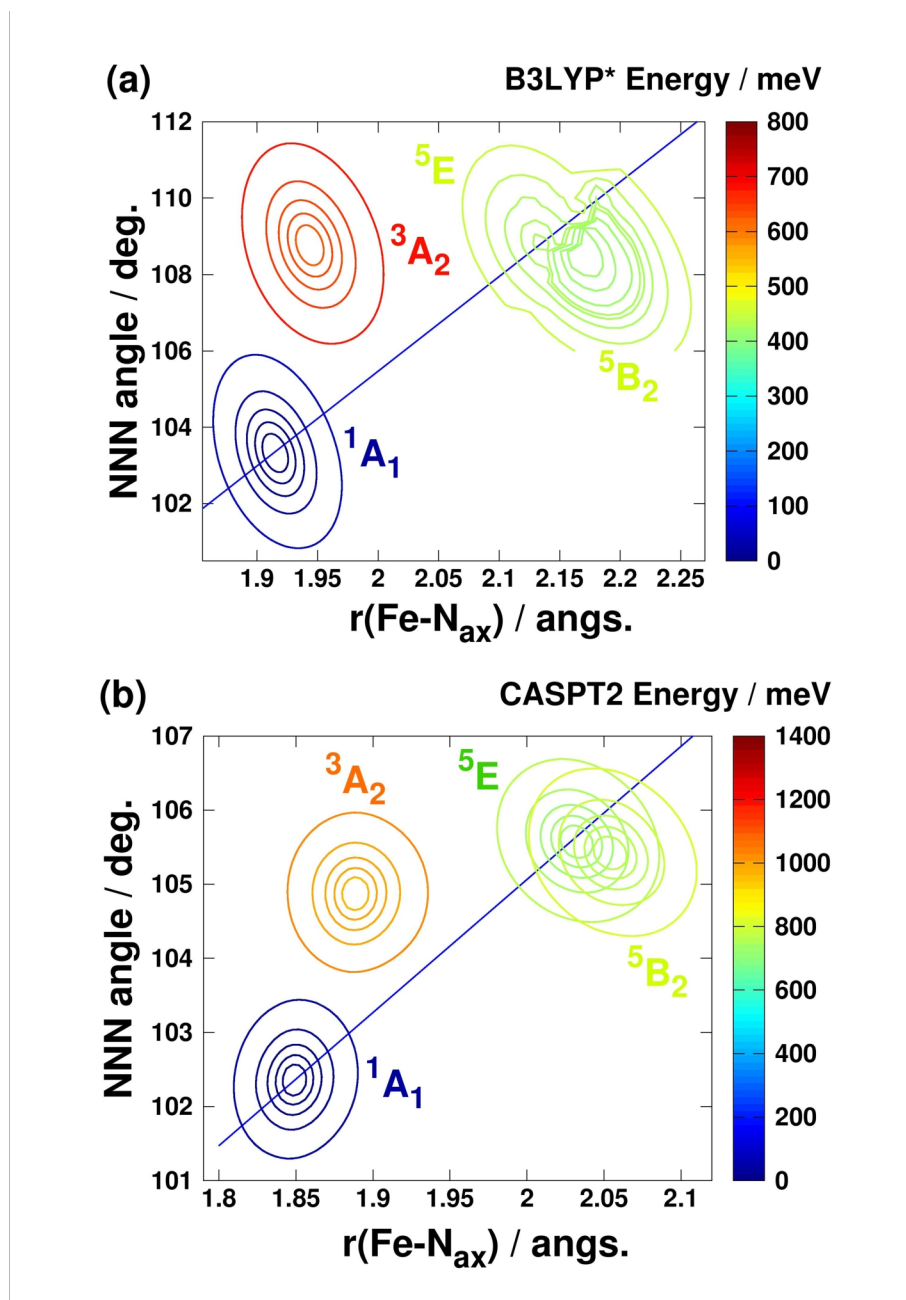 (a)
B3LYP* Energy / meV
112
110
108
106
104
102
NNN angle / deg.
⁵E
³A₂
⁵B₂
¹A₁
1.9 1.95 2 2.05 2.1 2.15 2.2 2.25
r(Fe-Nₐₓ) / angs.
800
700
600
500
400
300
200
100
0
(b)
CASPT2 Energy / meV
107
106
105
104
103
102
101
NNN angle / deg.
³A₂
⁵E
⁵B₂
¹A₁
1.8 1.85 1.9 1.95 2 2.05 2.1
r(Fe-Nₐₓ) / angs.
1400
1200
1000
800
600
400
200
0